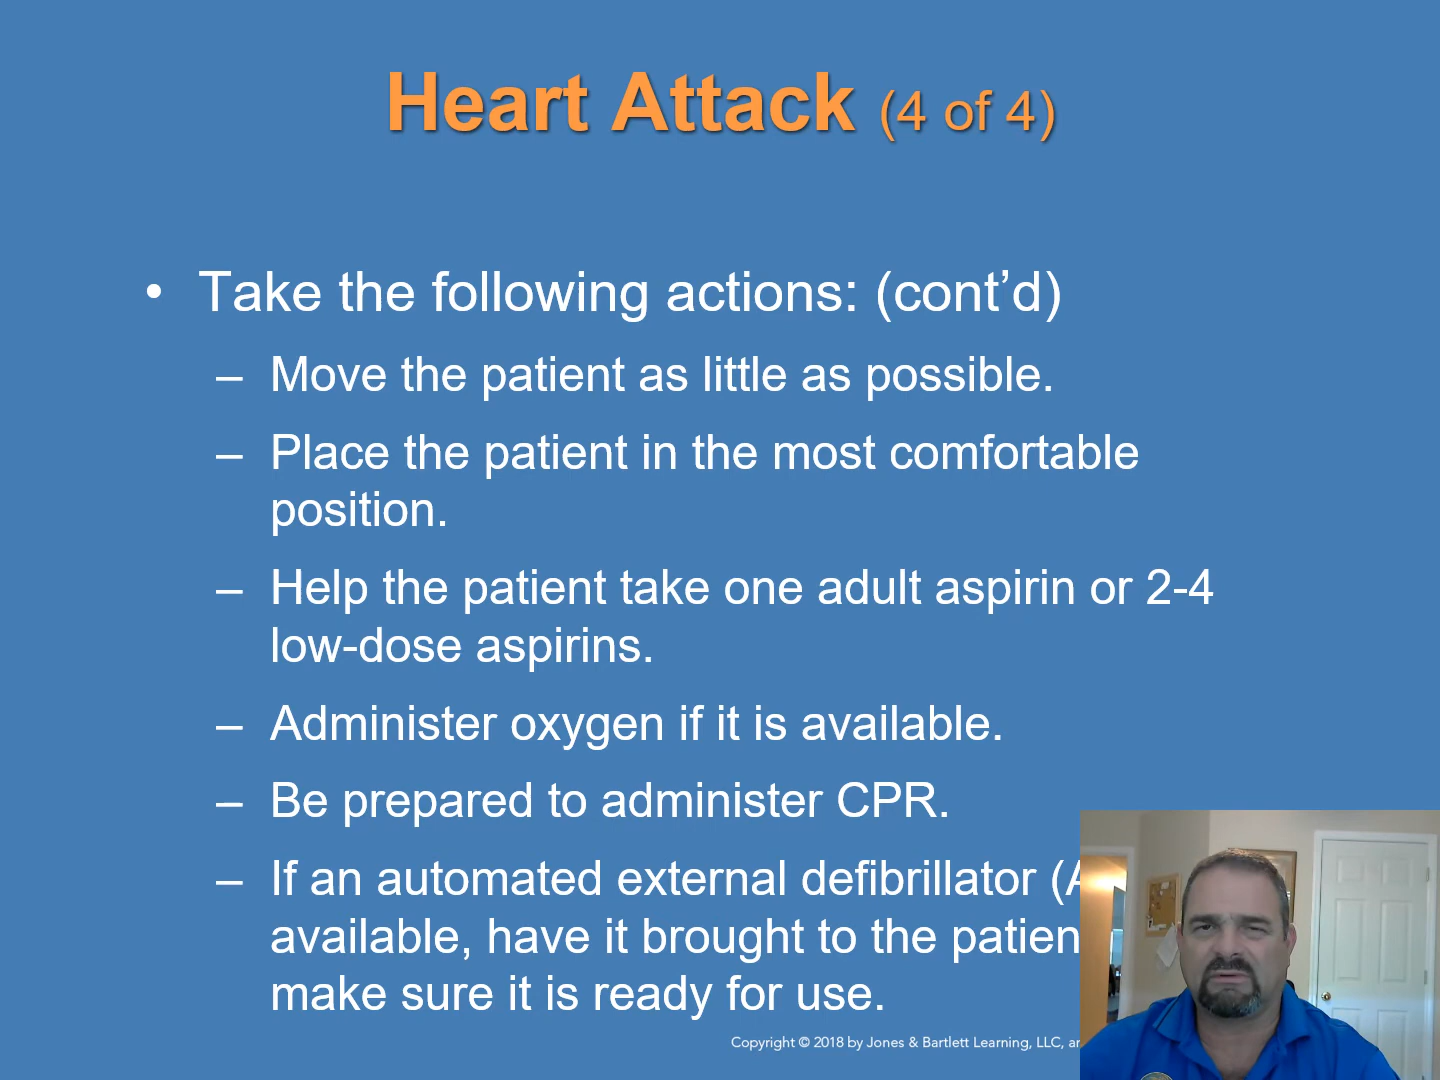 Heart Attack (4 of 4)
• Take the following actions: (cont’d)
– Move the patient as little as possible.
– Place the patient in the most comfortable
position.
– Help the patient take one adult aspirin or 2-4
low-dose aspirins.
– Administer oxygen if it is available.
– Be prepared to administer CPR.
– If an automated external defibrillator
available, have it brought to the
make sure it is ready for use.
Copyright © 2018 by Jones & Bartlett Learning, LLC,